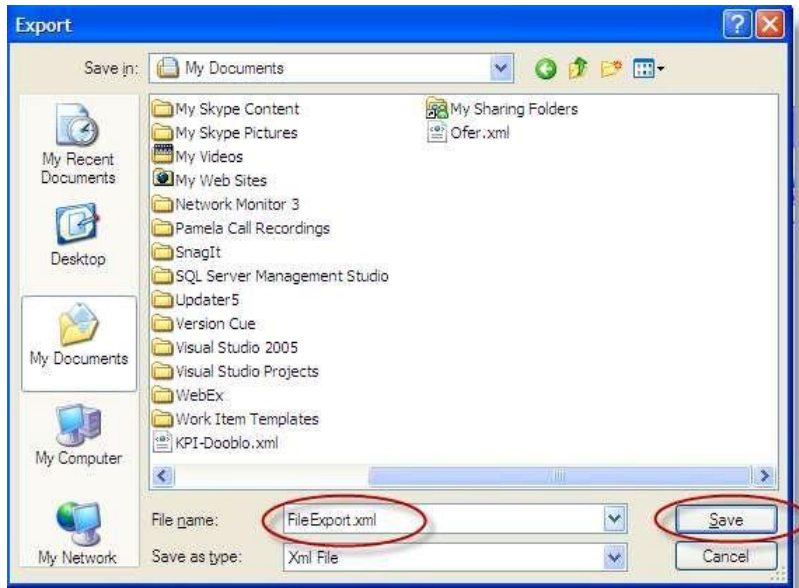 Export
Save in:
My Documents
My Recent
Documents
Desktop
My Documents
My Computer
My Network
My Skype Content
My Skype Pictures
My Videos
My Web Sites
Network Monitor 3
Pamela Call Recordings
SnagIt
SQL Server Management Studio
Updater5
Version Cue
Visual Studio 2005
Visual Studio Projects
WebEx
Work Item Templates
KPI-Dooblo.xml
My Sharing Folders
Ofer.xml
File name:
FileExport.xml
Save
Save as type:
Xml File
Cancel